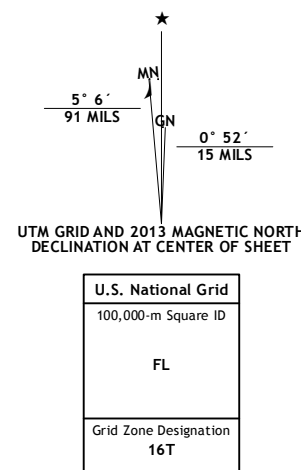 ★
MN
5° 6´
91 MILS
GN
0° 52´
15 MILS
UTM GRID AND 2013 MAGNETIC NORTH
DECLINATION AT CENTER OF SHEET
U.S. National Grid
100,000-m Square ID
FL
Grid Zone Designation
16T